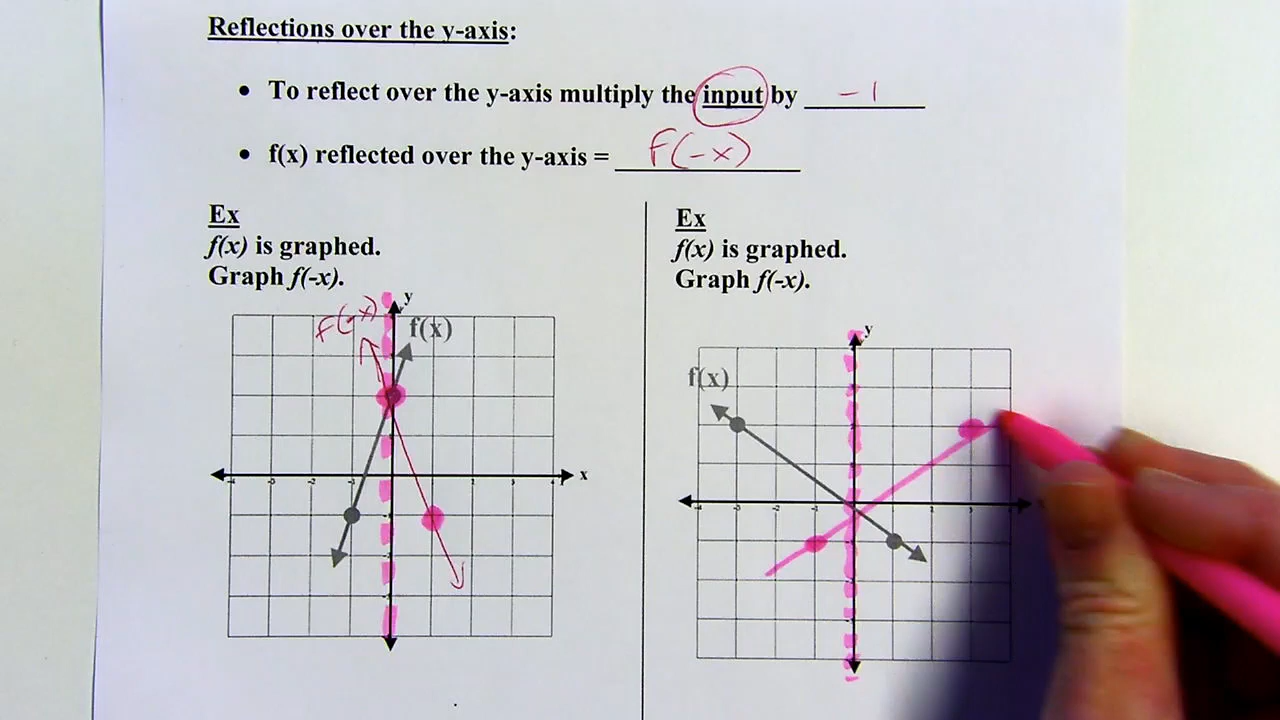 Reflections over the y-axis:
• To reflect over the y-axis multiply the input by -1
• f(x) reflected over the y-axis = f(-x)
Ex
f(x) is graphed.
Graph f(-x).
f(-x)
y
f(x)
x
Ex
f(x) is graphed.
Graph f(-x).
y
f(x)